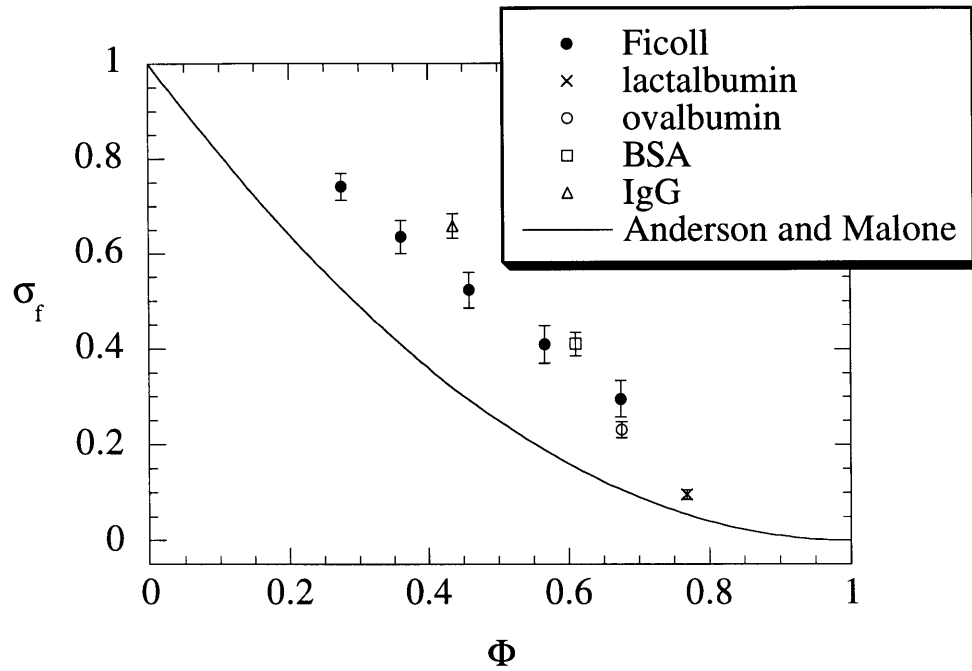 Ficoll
lactalbumin
ovalbumin
BSA
IgG
Anderson and Malone
1
0.8
0.6
0.4
0.2
0
σf
0 0.2 0.4 0.6 0.8 1
Φ